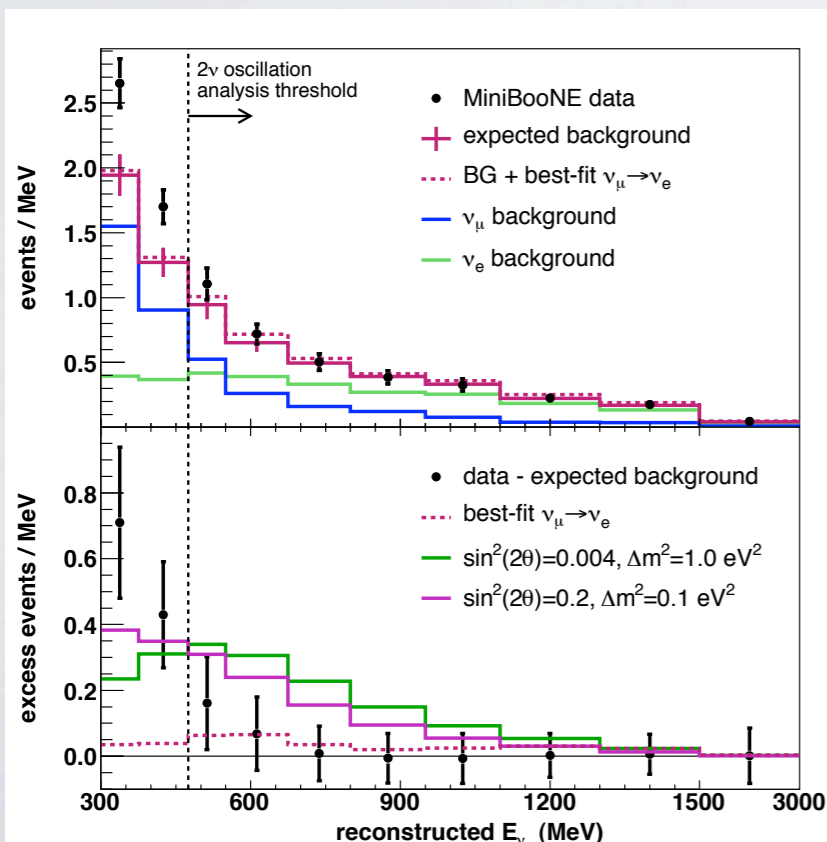 2ν oscillation
analysis threshold
MiniBooNE data
expected background
BG + best-fit νμ→νe
νμ background
νe background
events / MeV
2.5
2.0
1.5
1.0
0.5
data - expected background
best-fit νμ→νe
sin²(2θ)=0.004, Δm²=1.0 eV²
sin²(2θ)=0.2, Δm²=0.1 eV²
excess events / MeV
0.8
0.6
0.4
0.2
0.0
300 600 900 1200 1500 3000
reconstructed Eν (MeV)